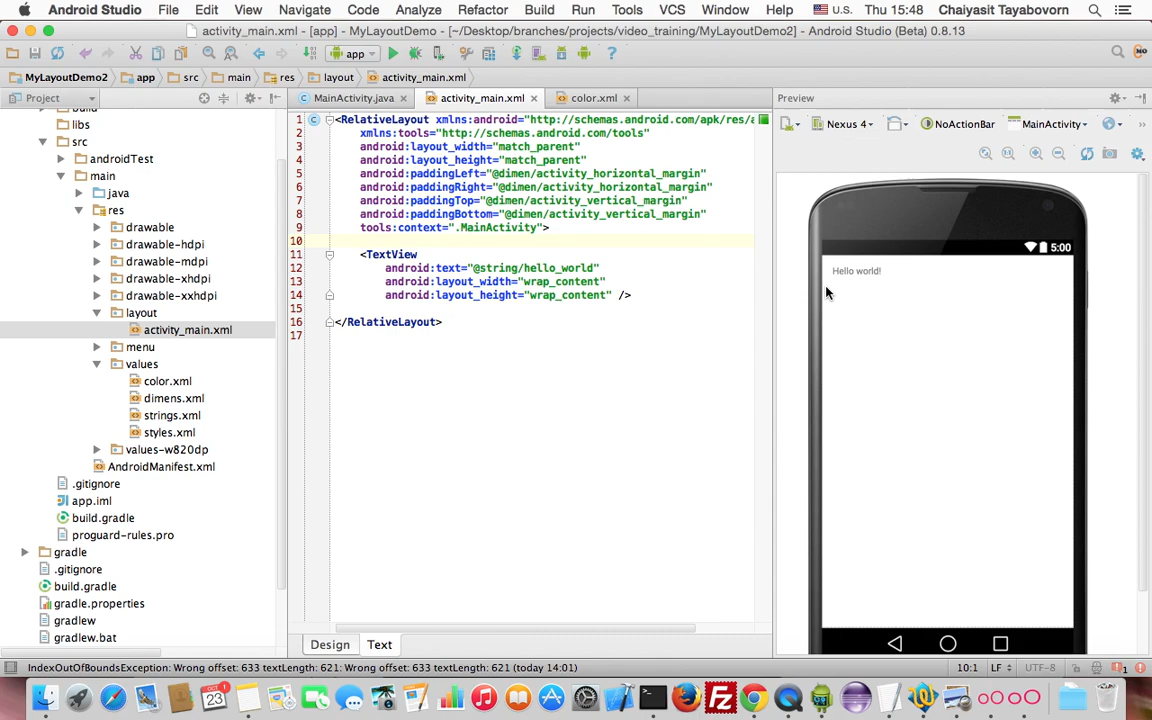 Android Studio File Edit View Navigate Code Analyze Refactor Build Run Tools VCS Window Help U.S. Thu 15:48 Chaiyasit Tayabovorn
activity_main.xml - [app] - MyLayoutDemo - [~/Desktop/branches/projects/video_training/MyLayoutDemo2] - Android Studio (Beta) 0.8.13
app
MyLayoutDemo2 app src main res layout activity_main.xml
Project MainActivity.java activity_main.xml color.xml Preview
Nexus 4 NoActionBar MainActivity
build
libs
src
androidTest
main
java
res
drawable
drawable-hdpi
drawable-mdpi
drawable-xhdpi
drawable-xxhdpi
layout
activity_main.xml
menu
values
color.xml
dimens.xml
strings.xml
styles.xml
values-w820dp
AndroidManifest.xml
.gitignore
app.iml
build.gradle
proguard-rules.pro
gradle
.gitignore
build.gradle
gradle.properties
gradlew
gradlew.bat
1 <RelativeLayout xmlns:android="http://schemas.android.com/apk/res/a
2 xmlns:tools="http://schemas.android.com/tools"
3 android:layout_width="match_parent"
4 android:layout_height="match_parent"
5 android:paddingLeft="@dimen/activity_horizontal_margin"
6 android:paddingRight="@dimen/activity_horizontal_margin"
7 android:paddingTop="@dimen/activity_vertical_margin"
8 android:paddingBottom="@dimen/activity_vertical_margin"
9 tools:context=".MainActivity">
10
11 <TextView
12 android:text="@string/hello_world"
13 android:layout_width="wrap_content"
14 android:layout_height="wrap_content" />
15
16 </RelativeLayout>
17
5:00
Hello world!
Design Text
IndexOutOfBoundsException: Wrong offset: 633 textLength: 621: Wrong offset: 633 textLength: 621 (today 14:01) 10:1 LF UTF-8 1
OCT
23